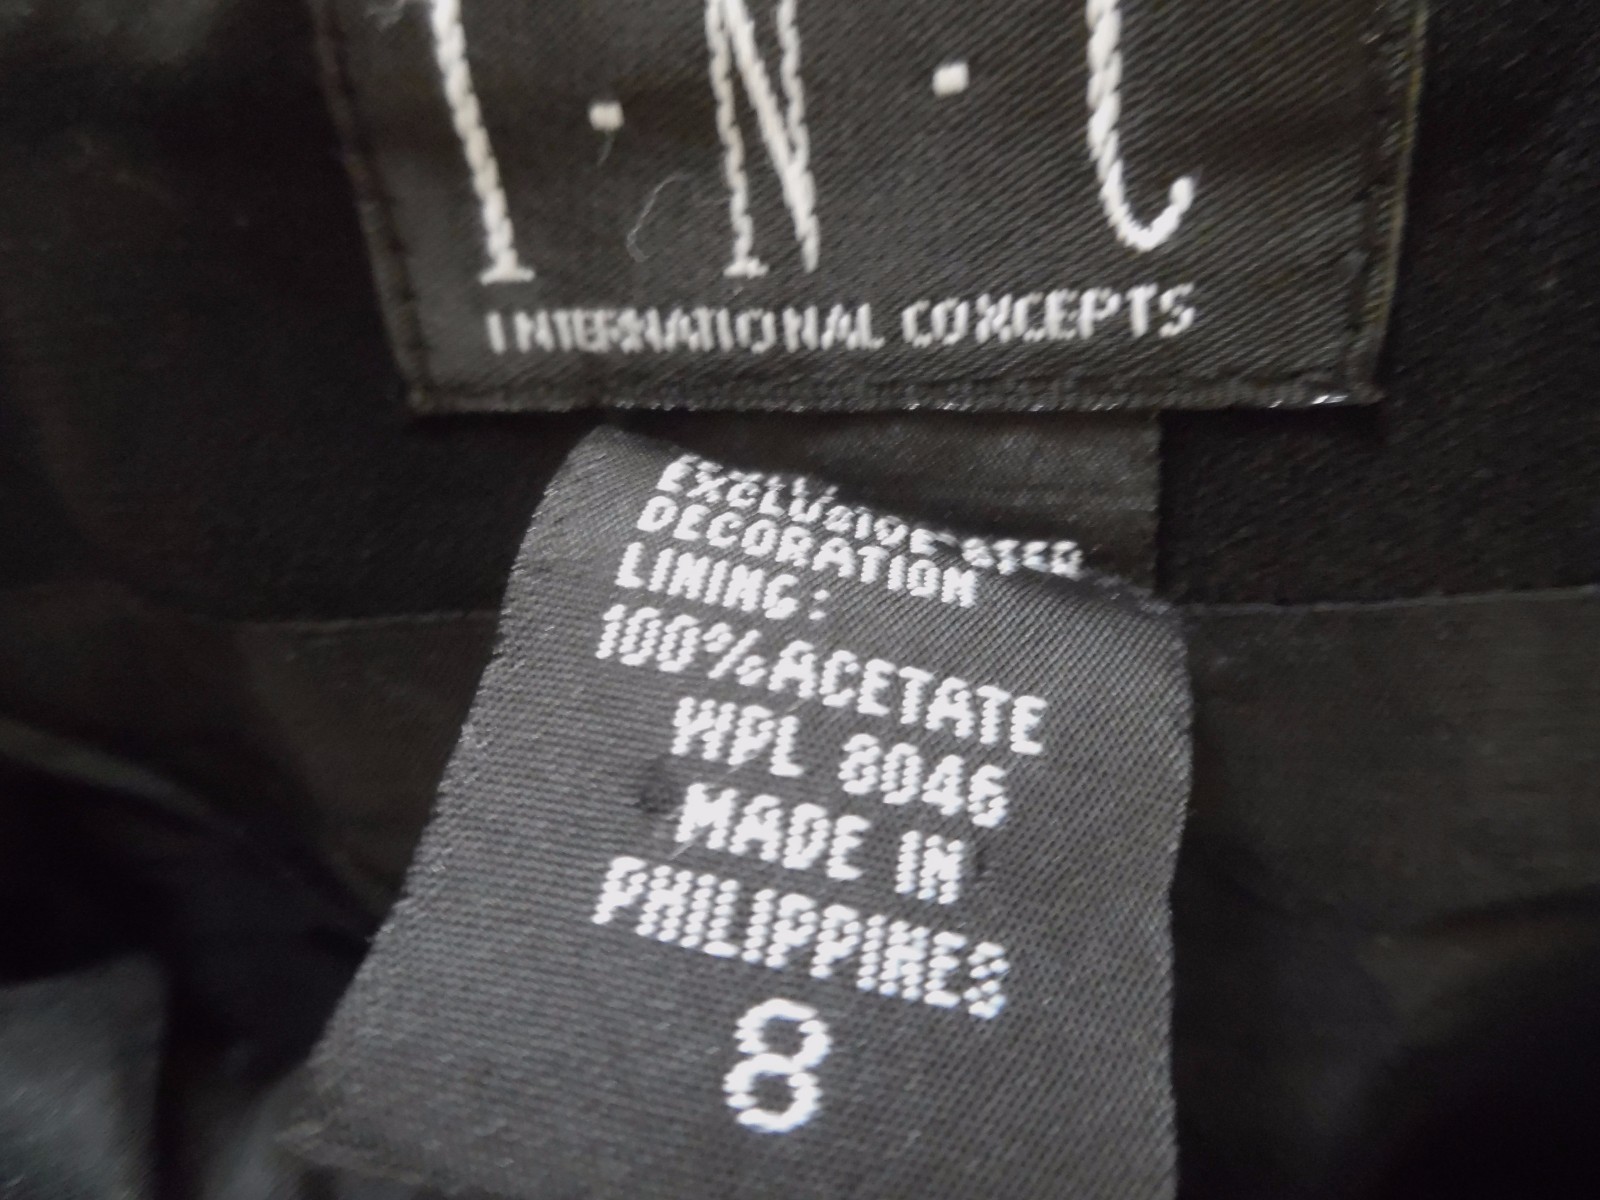 I·N·C
INTERNATIONAL CONCEPTS
DECORATION
LINING:
100%ACETATE
WPL 8046
MADE IN
PHILIPPINES
8